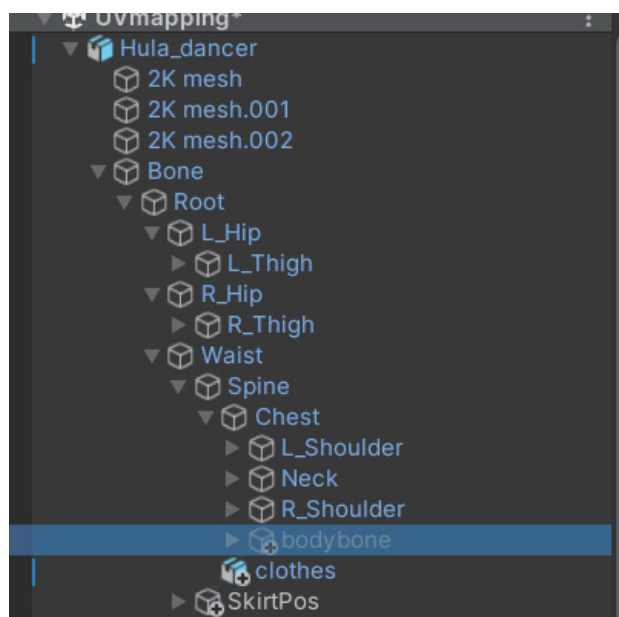 UVmapping*
Hula_dancer
2K mesh
2K mesh.001
2K mesh.002
Bone
Root
L_Hip
L_Thigh
R_Hip
R_Thigh
Waist
Spine
Chest
L_Shoulder
Neck
R_Shoulder
bodybone
clothes
SkirtPos